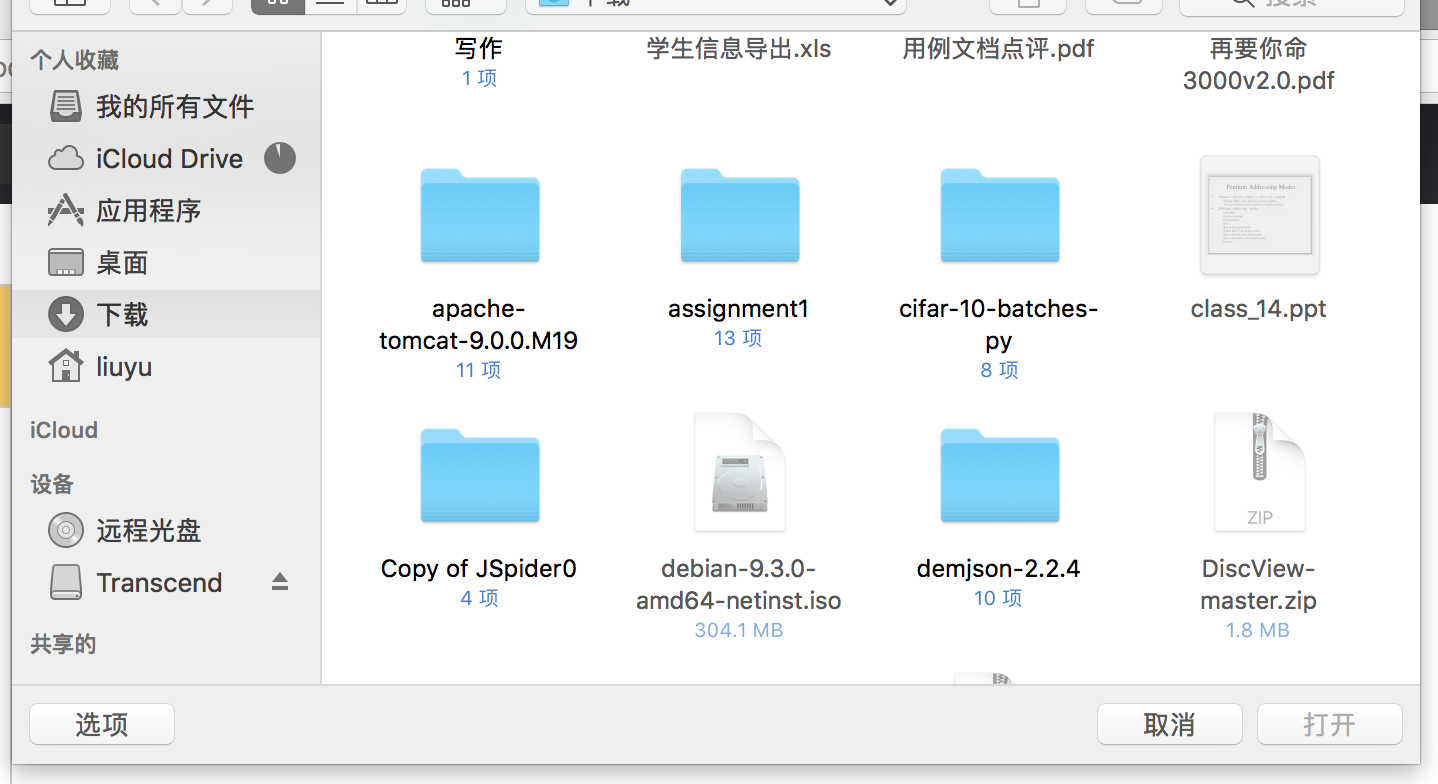 个人收藏
我的所有文件
iCloud Drive
应用程序
桌面
下载
liuyu
iCloud
设备
远程光盘
Transcend
共享的
写作
1 项
学生信息导出.xls
用例文档点评.pdf
再要你命
3000v2.0.pdf
apache-
tomcat-9.0.0.M19
11 项
assignment1
13 项
cifar-10-batches-
py
8 项
Pentium Addressing Modes
class_14.ppt
Copy of JSpider0
4 项
debian-9.3.0-
amd64-netinst.iso
304.1 MB
demjson-2.2.4
10 项
ZIP
DiscView-
master.zip
1.8 MB
选项
取消
打开